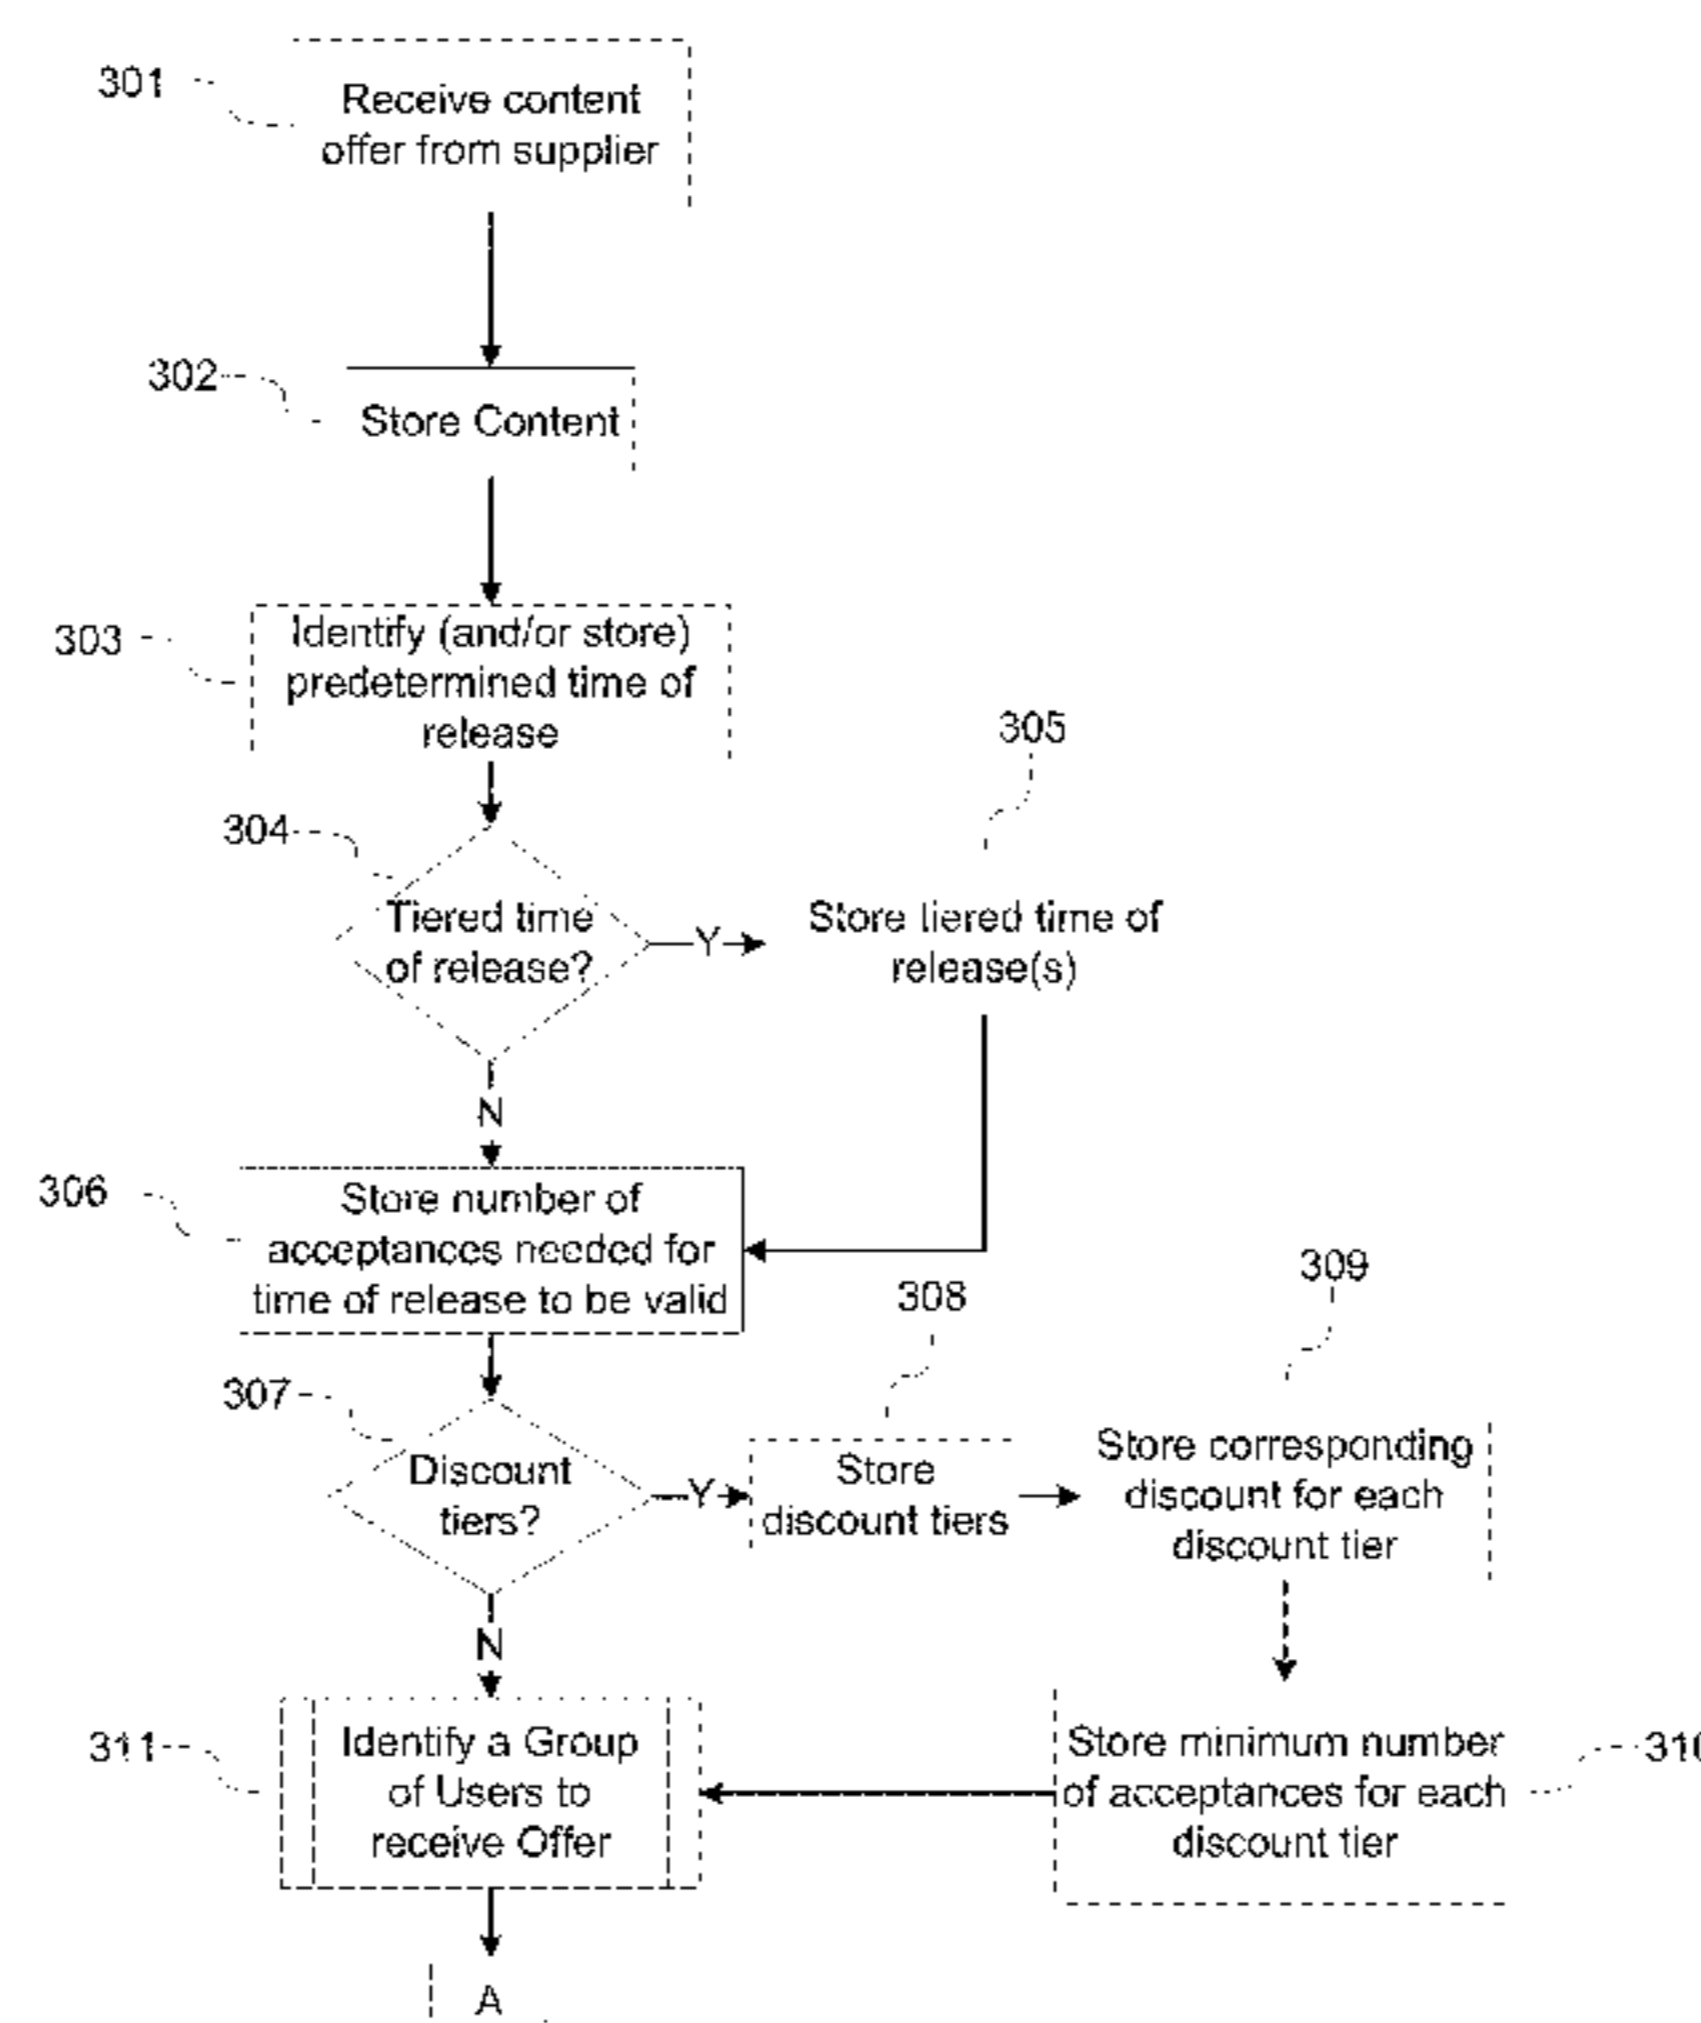 301
Receive content
offer from supplier
302
Store Content
303
Identify (and/or store)
predetermined time of
release
304
Tiered time
of release?
Y
305
Store tiered time of
release(s)
N
306
Store number of
acceptances needed for
time of release to be valid
307
Discount
tiers?
Y
308
Store
discount tiers
309
Store corresponding
discount for each
discount tier
N
311
Identify a Group
of Users to
receive Offer
Store minimum number
of acceptances for each
discount tier
310
A